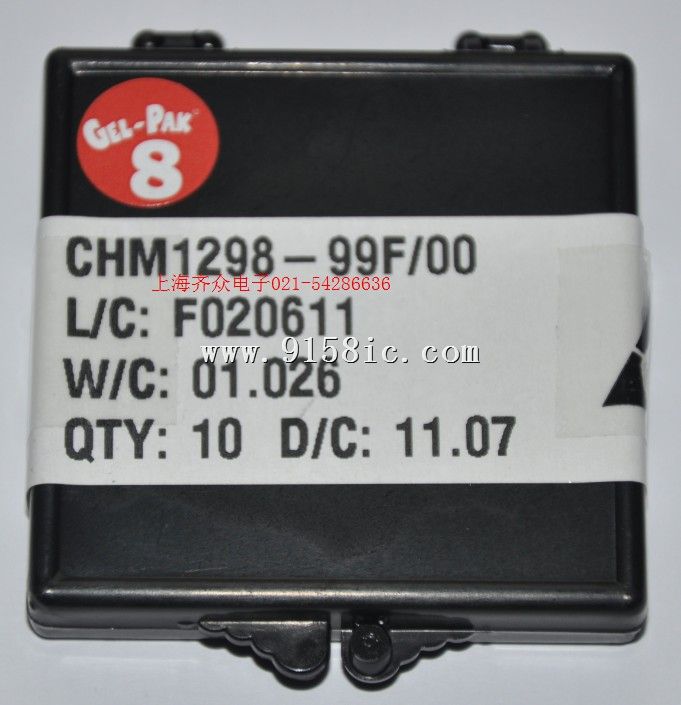 GEL-PAK
8
CHM1298-99F/00
上海齐众电子021-54286636
L/C: F020611
www.9158ic.com
W/C: 01.026
QTY: 10 D/C: 11.07